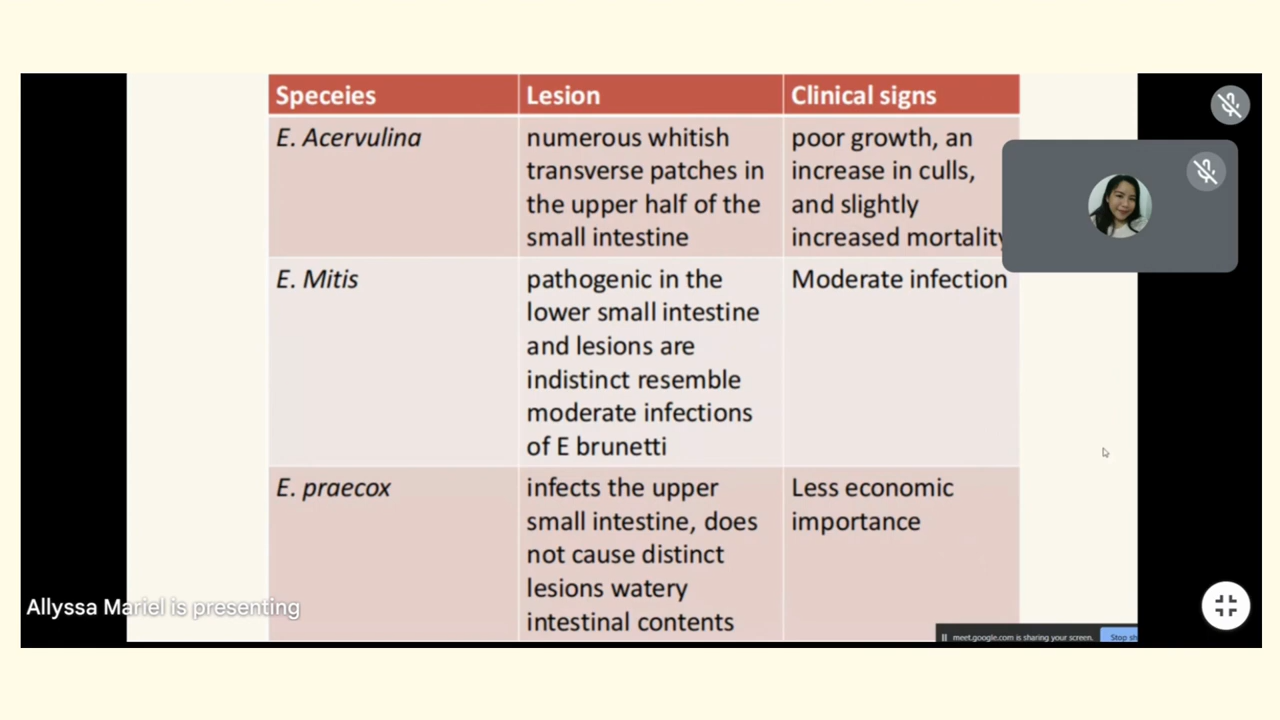 Speceies Lesion Clinical signs
E. Acervulina
numerous whitish
transverse patches in
the upper half of the
small intestine
poor growth, an
increase in culls,
and slightly
increased mortality
E. Mitis
pathogenic in the
lower small intestine
and lesions are
indistinct resemble
moderate infections
of E brunetti
Moderate infection
E. praecox
infects the upper
small intestine, does
not cause distinct
lesions watery
intestinal contents
Less economic
importance
Allyssa Mariel is presenting
meet.google.com is sharing your screen.
Stop sh